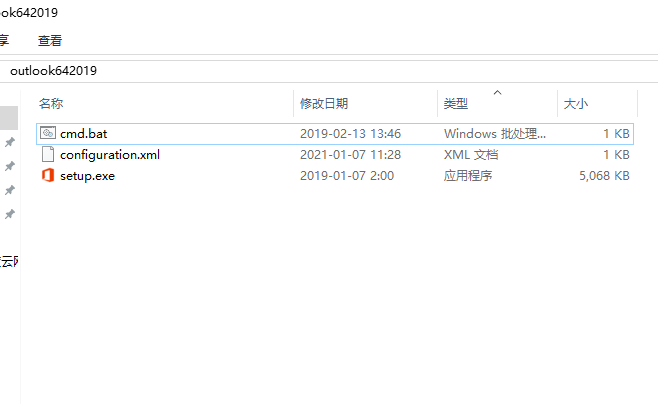 ook642019
享 查看
outlook642019
名称 修改日期 类型 大小
cmd.bat 2019-02-13 13:46 Windows 批处理... 1 KB
configuration.xml 2021-01-07 11:28 XML 文档 1 KB
setup.exe 2019-01-07 2:00 应用程序 5,068 KB
云网